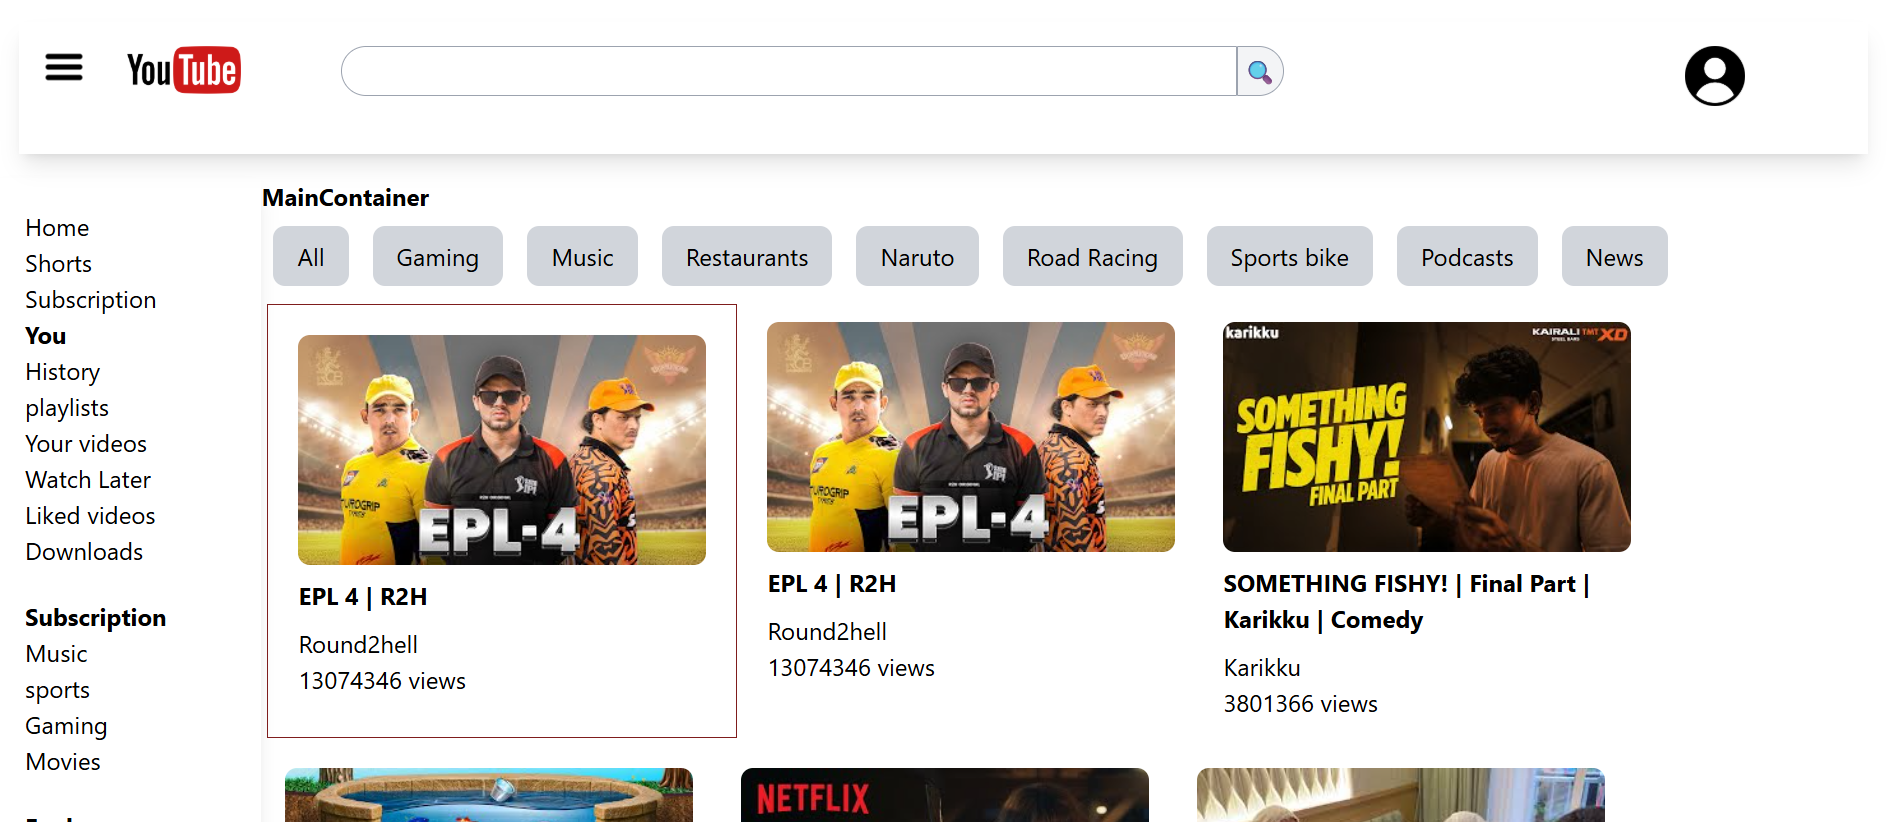 YouTube
MainContainer
Home
Shorts
Subscription
You
History
playlists
Your videos
Watch Later
Liked videos
Downloads
Subscription
Music
sports
Gaming
Movies
All
Gaming
Music
Restaurants
Naruto
Road Racing
Sports bike
Podcasts
News
EPL-4
EPL 4 | R2H
Round2hell
13074346 views
EPL-4
EPL 4 | R2H
Round2hell
13074346 views
karikku
KAIRALI TMT XD
STEEL BARS
SOMETHING
FISHY!
FINAL PART
SOMETHING FISHY! | Final Part |
Karikku | Comedy
Karikku
3801366 views
NETFLIX